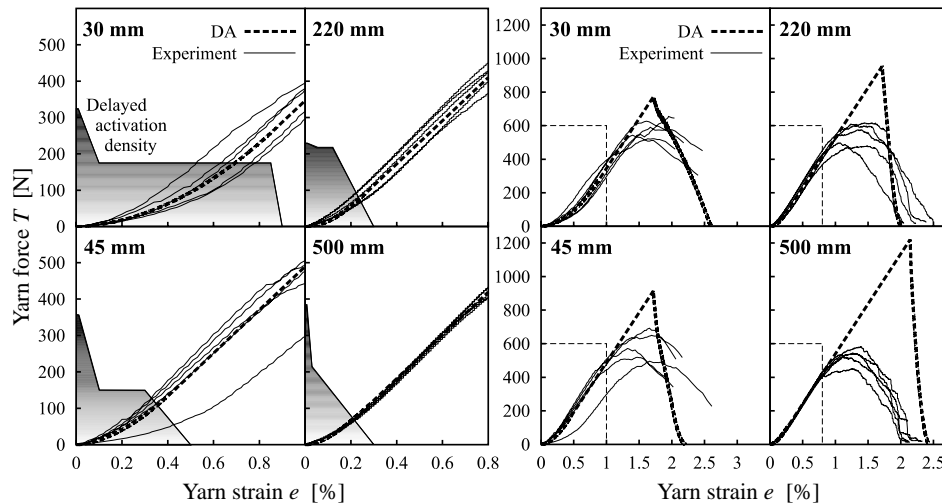 30 mm
DA
Experiment
Delayed
activation
density
220 mm
45 mm
500 mm
Yarn force T [N]
600
500
400
300
200
100
0
500
400
300
200
100
0
0 0.2 0.4 0.6 0.8 0 0.2 0.4 0.6 0.8
Yarn strain e [%]
30 mm
DA
Experiment
220 mm
45 mm
500 mm
1200
1000
800
600
400
200
0
1200
1000
800
600
400
200
0
0 0.5 1 1.5 2 2.5 3 0 0.5 1 1.5 2 2.5
Yarn strain e [%]